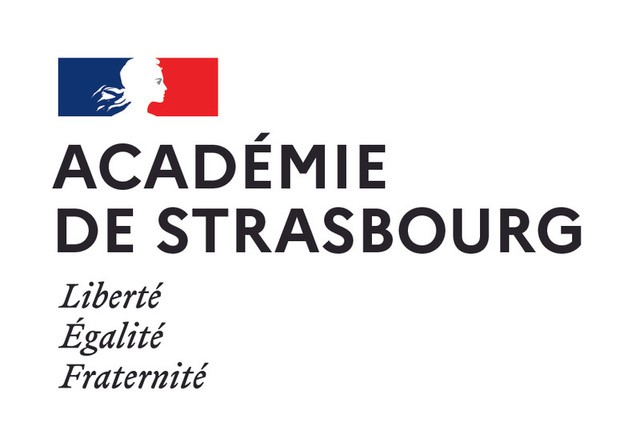 ACADÉMIE
DE STRASBOURG
Liberté
Égalité
Fraternité